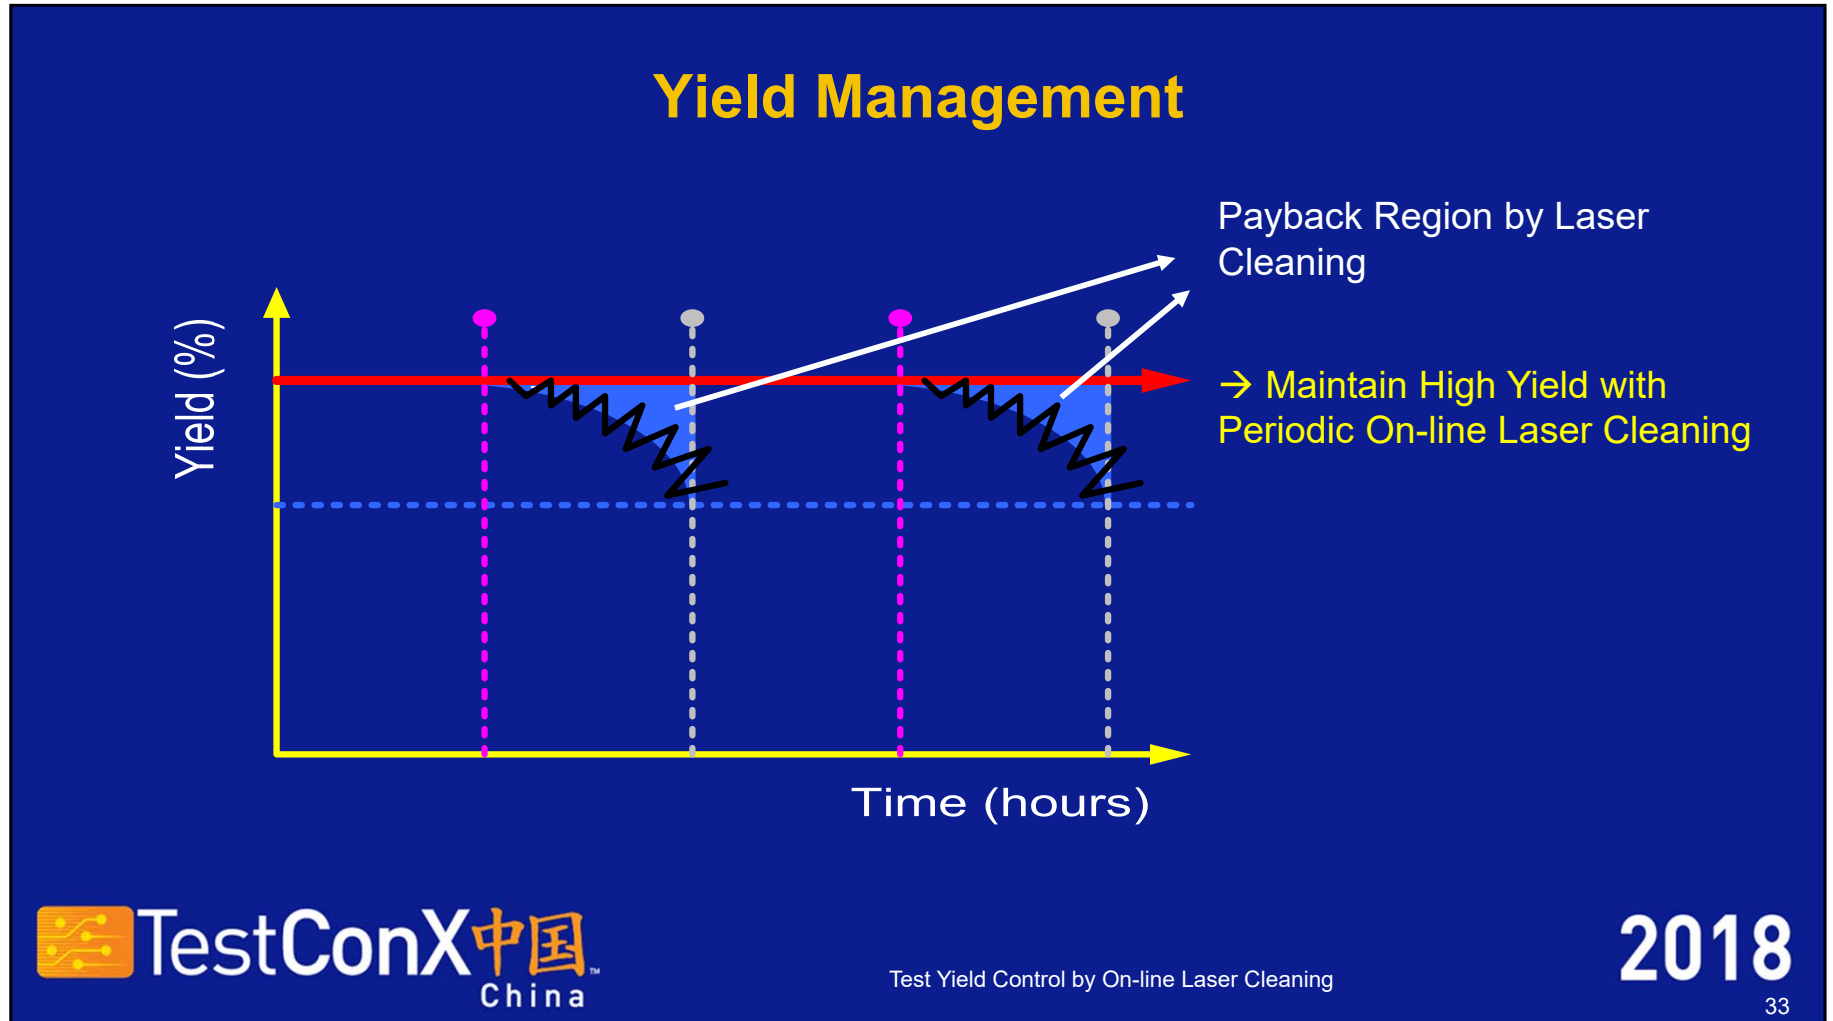 Yield Management
Payback Region by Laser
Cleaning
Yield (%)
→ Maintain High Yield with
Periodic On-line Laser Cleaning
Time (hours)
TestConX中国™
China
Test Yield Control by On-line Laser Cleaning
2018
33